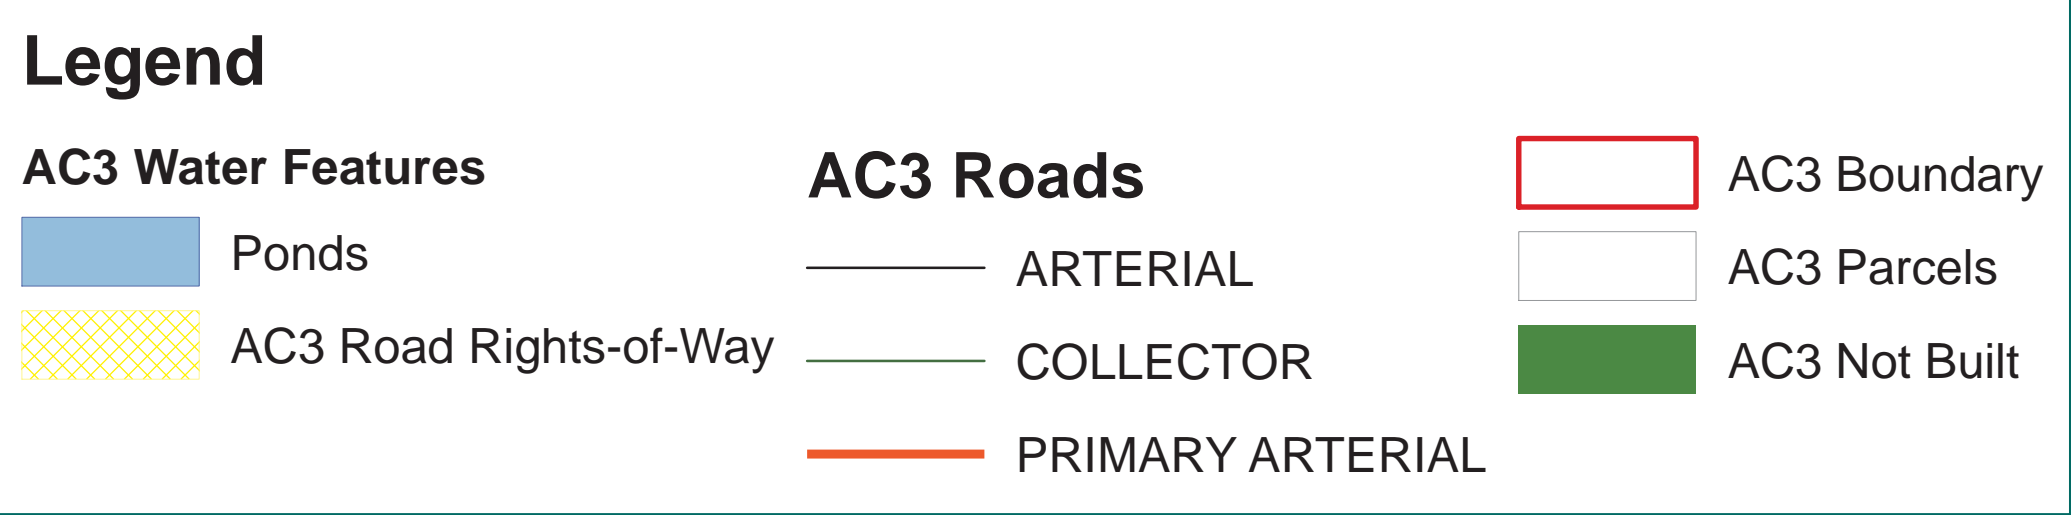 Legend
AC3 Water Features
Ponds
AC3 Road Rights-of-Way
AC3 Roads
ARTERIAL
COLLECTOR
PRIMARY ARTERIAL
AC3 Boundary
AC3 Parcels
AC3 Not Built